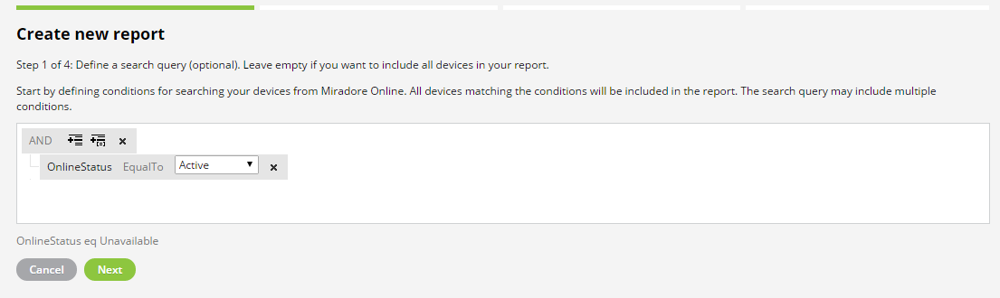 Create new report
Step 1 of 4: Define a search query (optional). Leave empty if you want to include all devices in your report.
Start by defining conditions for searching your devices from Miradore Online. All devices matching the conditions will be included in the report. The search query may include multiple
conditions.
AND
OnlineStatus EqualTo Active
OnlineStatus eq Unavailable
Cancel Next